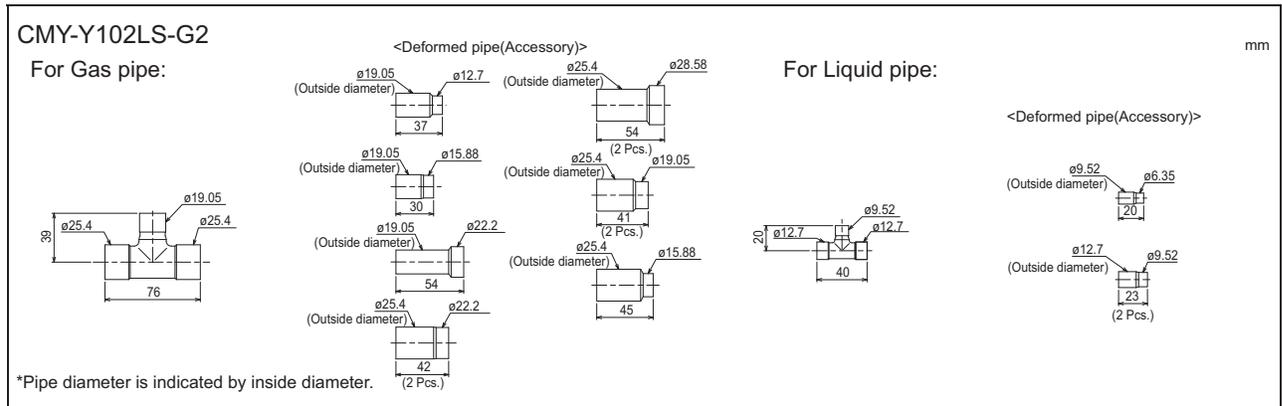 CMY-Y102LS-G2
mm
For Gas pipe:
<Deformed pipe(Accessory)>
ø19.05
(Outside diameter)
ø12.7
37
ø25.4
(Outside diameter)
ø28.58
54
(2 Pcs.)
ø19.05
(Outside diameter)
ø15.88
30
ø25.4
(Outside diameter)
ø19.05
41
(2 Pcs.)
ø19.05
ø25.4
ø25.4
39
76
ø19.05
(Outside diameter)
ø22.2
54
ø25.4
(Outside diameter)
ø15.88
45
ø25.4
(Outside diameter)
ø22.2
42
(2 Pcs.)
For Liquid pipe:
<Deformed pipe(Accessory)>
ø9.52
(Outside diameter)
ø6.35
20
ø9.52
ø12.7
ø12.7
20
40
ø12.7
(Outside diameter)
ø9.52
23
(2 Pcs.)
*Pipe diameter is indicated by inside diameter.